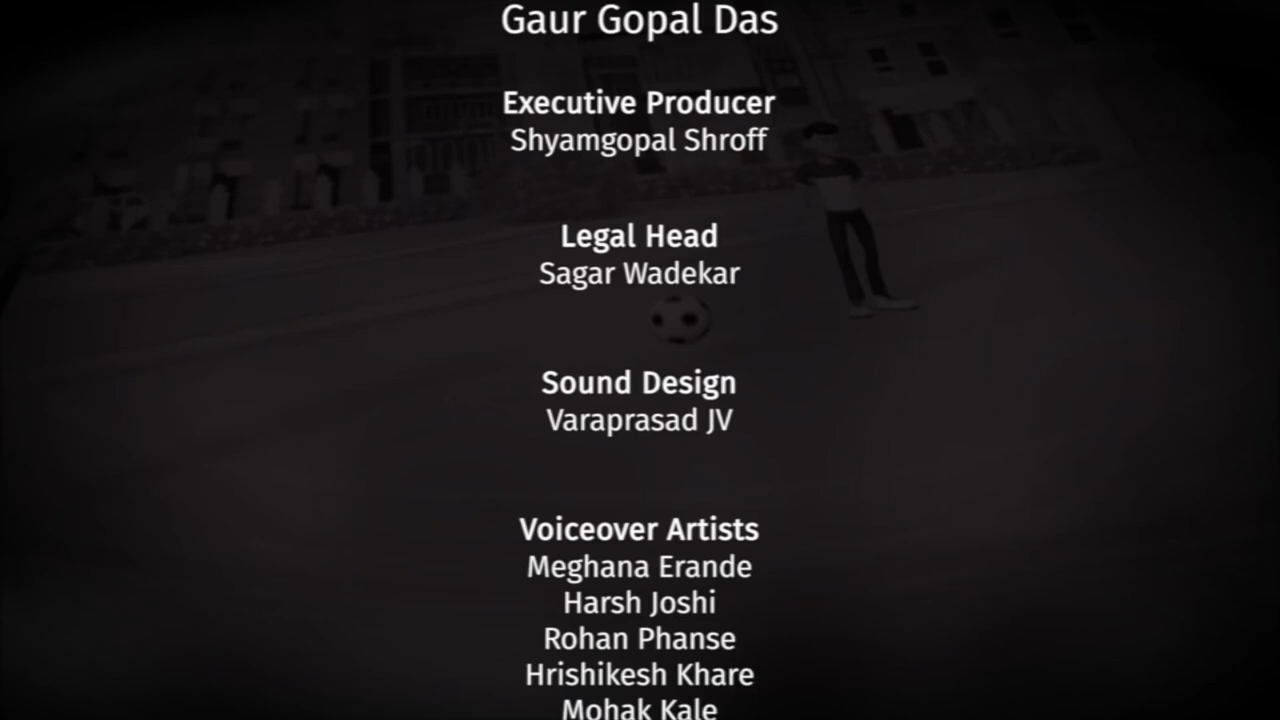 Gaur Gopal Das
Executive Producer
Shyamgopal Shroff
Legal Head
Sagar Wadekar
Sound Design
Varaprasad JV
Voiceover Artists
Meghana Erande
Harsh Joshi
Rohan Phanse
Hrishikesh Khare
Mohak Kale